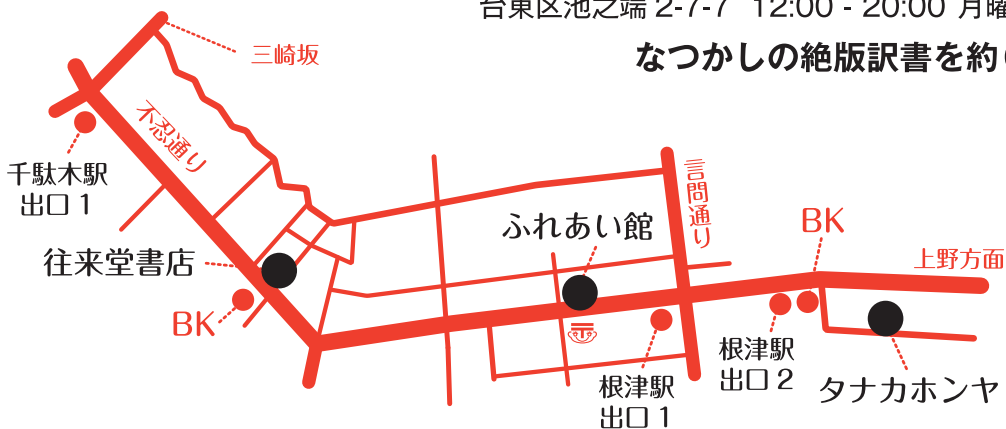 台東区池之端 2-7-7 12:00 - 20:00 月曜
なつかしの絶版訳書を約
三崎坂
不忍通り
千駄木駅
出口 1
往来堂書店
BK
ふれあい館
言問通り
BK
上野方面
根津駅
出口 1
根津駅
出口 2
タナカホンヤ